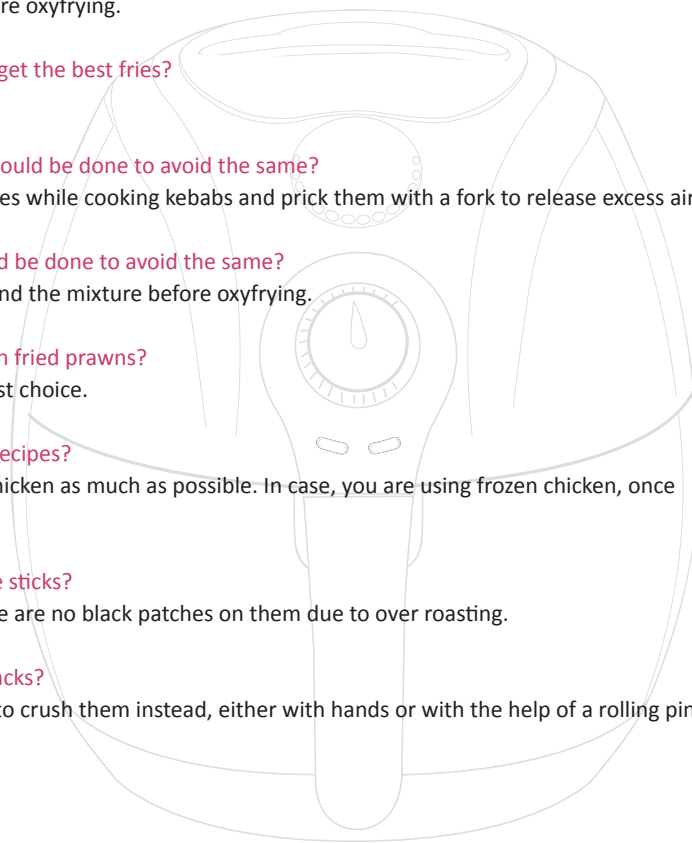 re oxyfrying.
get the best fries?
ould be done to avoid the same?
es while cooking kebabs and prick them with a fork to release excess air
d be done to avoid the same?
nd the mixture before oxyfrying.
n fried prawns?
st choice.
ecipes?
hicken as much as possible. In case, you are using frozen chicken, once
e sticks?
e are no black patches on them due to over roasting.
acks?
to crush them instead, either with hands or with the help of a rolling pin